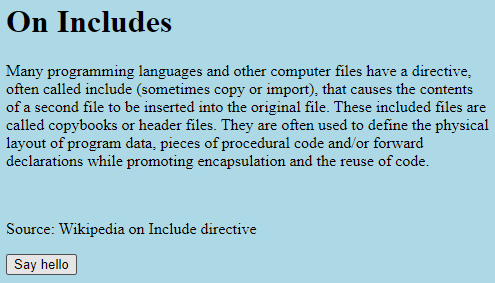 On Includes
Many programming languages and other computer files have a directive,
often called include (sometimes copy or import), that causes the contents
of a second file to be inserted into the original file. These included files are
called copybooks or header files. They are often used to define the physical
layout of program data, pieces of procedural code and/or forward
declarations while promoting encapsulation and the reuse of code.
Source: Wikipedia on Include directive
Say hello